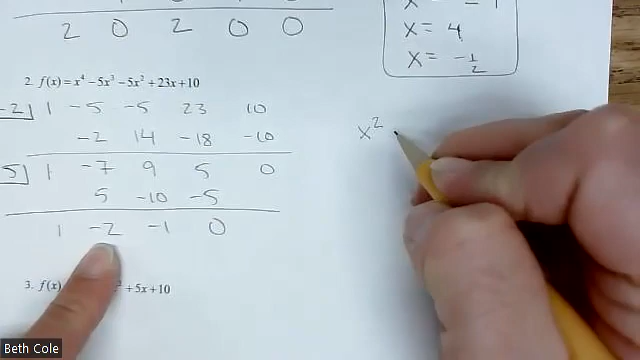 2 0 2 0 0
x = 4
x = -1/2
2. f(x) = x⁴ − 5x³ − 5x² + 23x + 10
-2] 1 -5 -5 23 10
-2 14 -18 -10
5] 1 -7 9 5 0
5 -10 -5
1 -2 -1 0
x²
3. f(x) + 5x + 10
Beth Cole